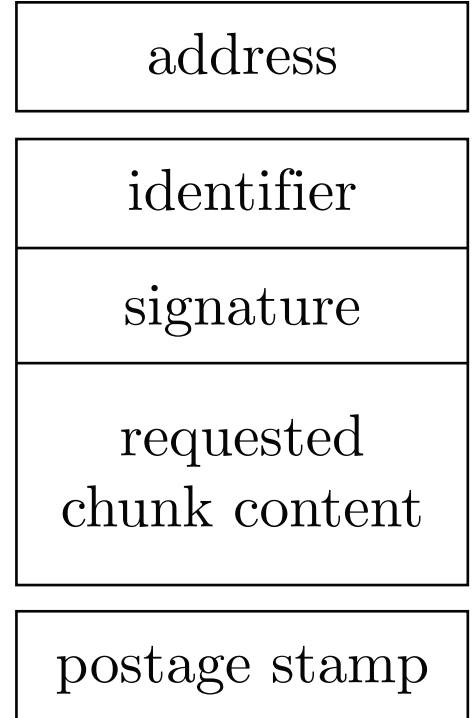 address
identifier
signature
requested
chunk content
postage stamp